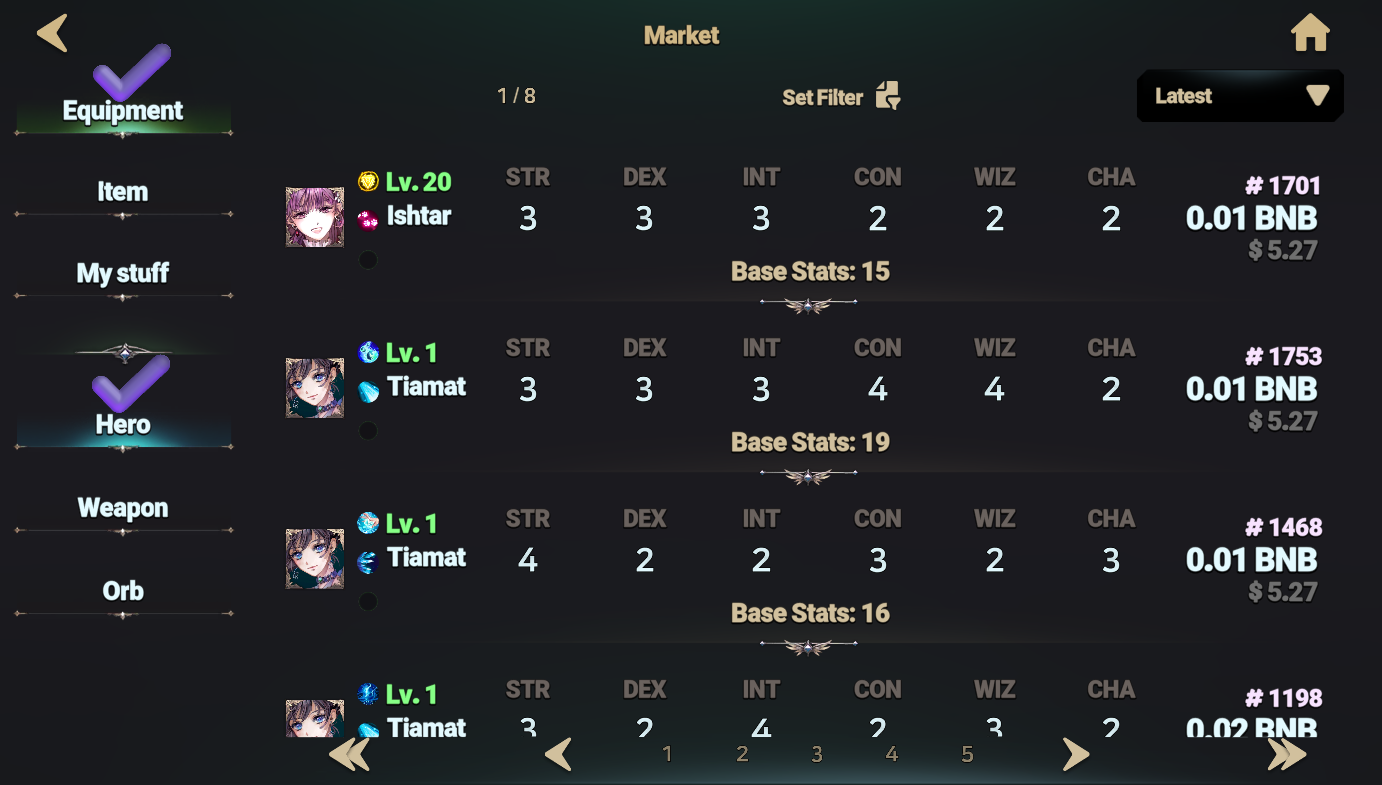 Market
Equipment
1 / 8
Set Filter
Latest
Item
My stuff
Hero
Weapon
Orb
Lv. 20
Ishtar
STR DEX INT CON WIZ CHA
3 3 3 2 2 2
Base Stats: 15
# 1701
0.01 BNB
$ 5.27
Lv. 1
Tiamat
STR DEX INT CON WIZ CHA
3 3 3 4 4 2
Base Stats: 19
# 1753
0.01 BNB
$ 5.27
Lv. 1
Tiamat
STR DEX INT CON WIZ CHA
4 2 2 3 2 3
Base Stats: 16
# 1468
0.01 BNB
$ 5.27
Lv. 1
Tiamat
STR DEX INT CON WIZ CHA
3 2 4 2 3 2
# 1198
0.02 BNB
1 2 3 4 5